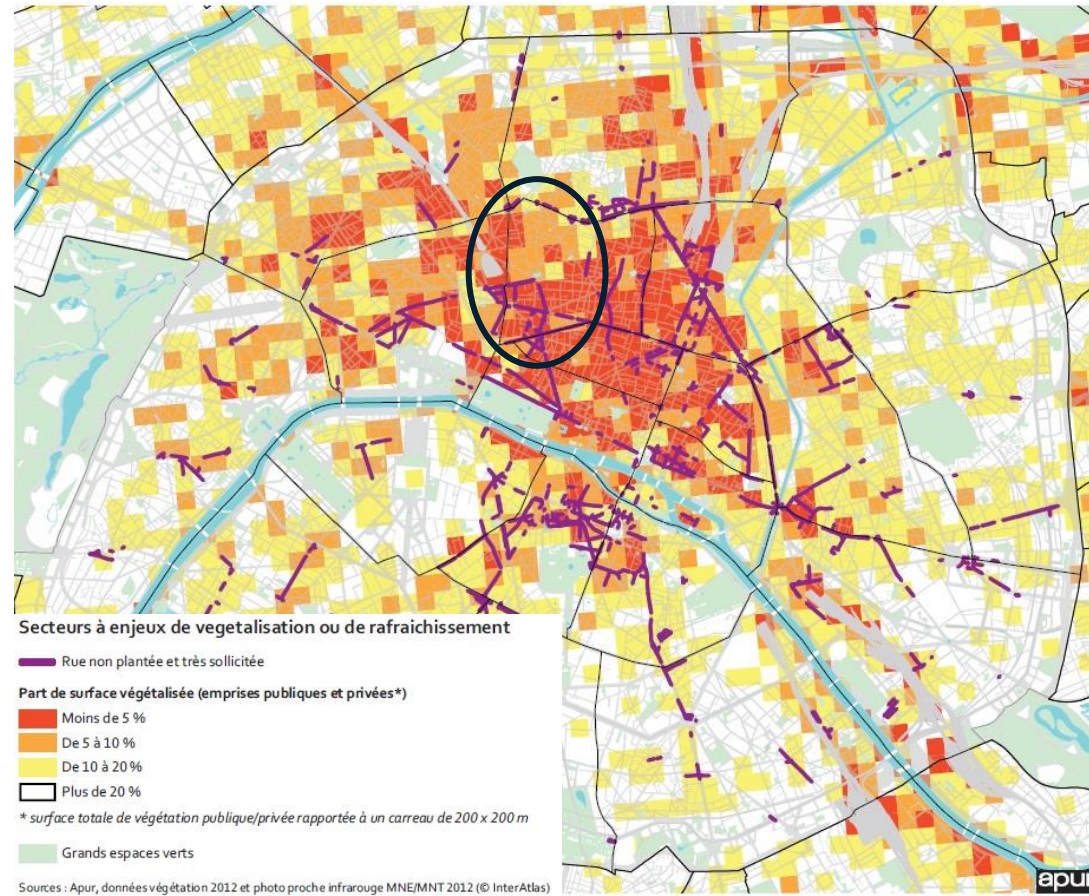 Secteurs à enjeux de vegetalisation ou de rafraichissement
Rue non plantée et très sollicitée
Part de surface végétalisée (emprises publiques et privées*)
Moins de 5 %
De 5 à 10 %
De 10 à 20 %
Plus de 20 %
* surface totale de végétation publique/privée rapportée à un carreau de 200 x 200 m
Grands espaces verts
Sources : Apur, données végétation 2012 et photo proche infrarouge MNE/MNT 2012 (© InterAtlas)
apur